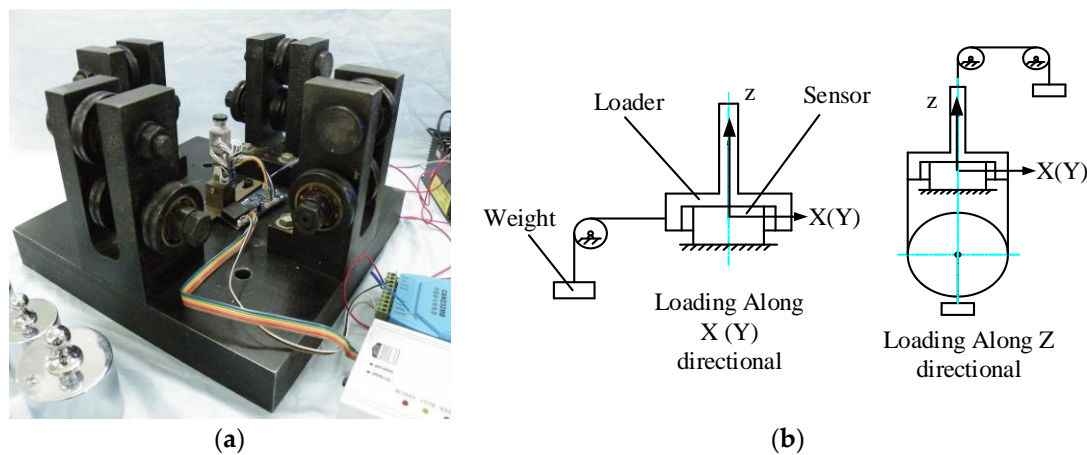 z
Loader
Sensor
Weight
X(Y)
Loading Along
X (Y)
directional
z
X(Y)
Loading Along Z
directional
(a)
(b)